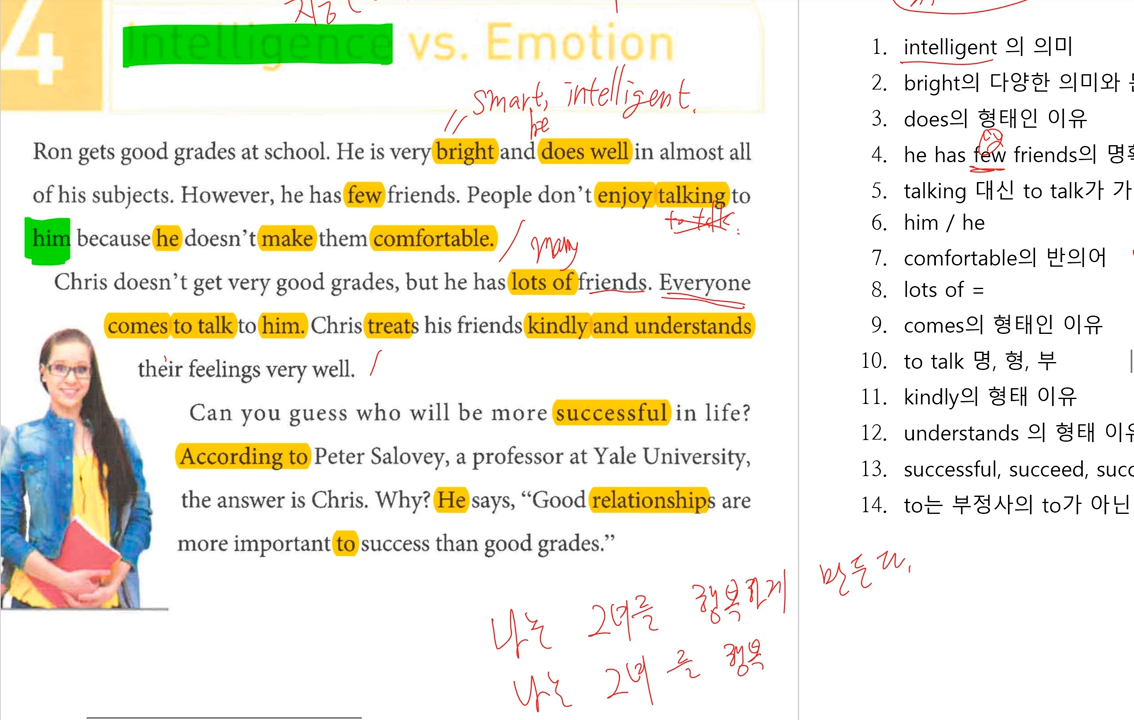 지능
4
Intelligence vs. Emotion
smart, intelligent.
be
Ron gets good grades at school. He is very bright and does well in almost all
of his subjects. However, he has few friends. People don't enjoy talking to
to talk.
him because he doesn't make them comfortable.
many
Chris doesn't get very good grades, but he has lots of friends. Everyone
comes to talk to him. Chris treats his friends kindly and understands
their feelings very well.
Can you guess who will be more successful in life?
According to Peter Salovey, a professor at Yale University,
the answer is Chris. Why? He says, “Good relationships are
more important to success than good grades.”
나는 그녀를 행복하게 만든다.
나는 그녀를 행복
1. intelligent 의 의미
2. bright의 다양한 의미와
3. does의 형태인 이유
4. he has few friends의
5. talking 대신 to talk가
6. him / he
7. comfortable의 반의어
8. lots of =
9. comes의 형태인 이유
10. to talk 명, 형, 부
11. kindly의 형태 이유
12. understands 의 형태
13. successful, succeed,
14. to는 부정사의 to가 아닌